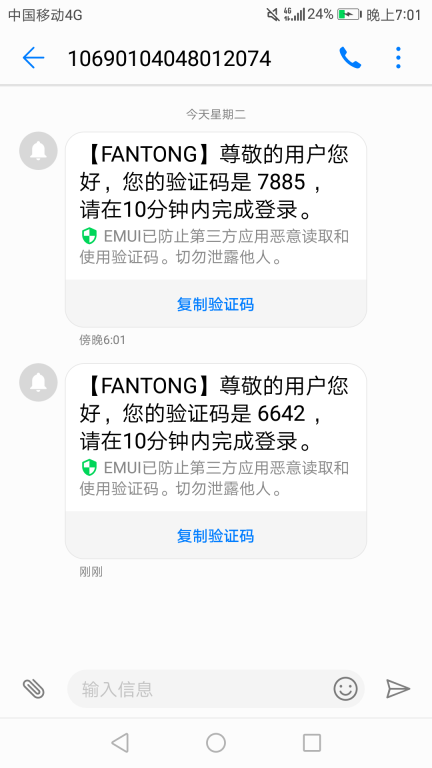 中国移动4G 4G 24% 晚上7:01
10690104048012074
今天星期二
【FANTONG】尊敬的用户您
好，您的验证码是 7885 ，
请在10分钟内完成登录。
EMUI已防止第三方应用恶意读取和
使用验证码。切勿泄露他人。
复制验证码
傍晚6:01
【FANTONG】尊敬的用户您
好，您的验证码是 6642 ，
请在10分钟内完成登录。
EMUI已防止第三方应用恶意读取和
使用验证码。切勿泄露他人。
复制验证码
刚刚
输入信息